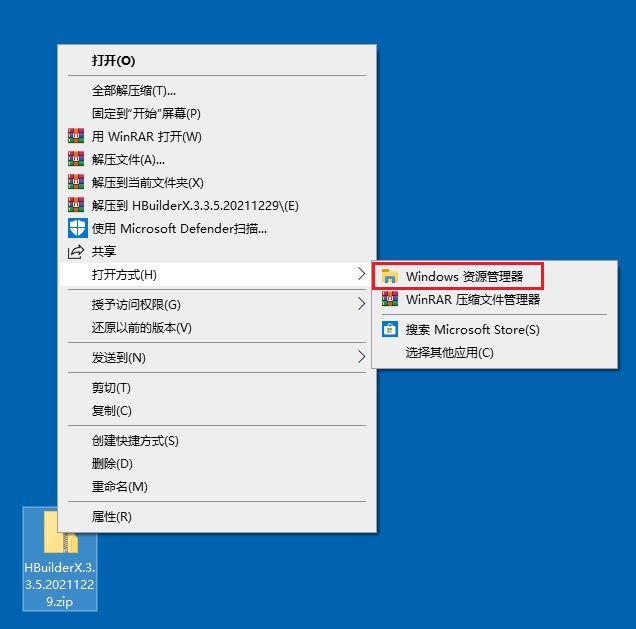 打开(O)
全部解压缩(T)...
固定到"开始"屏幕(P)
用 WinRAR 打开(W)
解压文件(A)...
解压到当前文件夹(X)
解压到 HBuilderX.3.3.5.20211229\(E)
使用 Microsoft Defender扫描...
共享
打开方式(H)
Windows 资源管理器
WinRAR 压缩文件管理器
搜索 Microsoft Store(S)
选择其他应用(C)
授予访问权限(G)
还原以前的版本(V)
发送到(N)
剪切(T)
复制(C)
创建快捷方式(S)
删除(D)
重命名(M)
属性(R)
HBuilderX.3.
3.5.2021122
9.zip